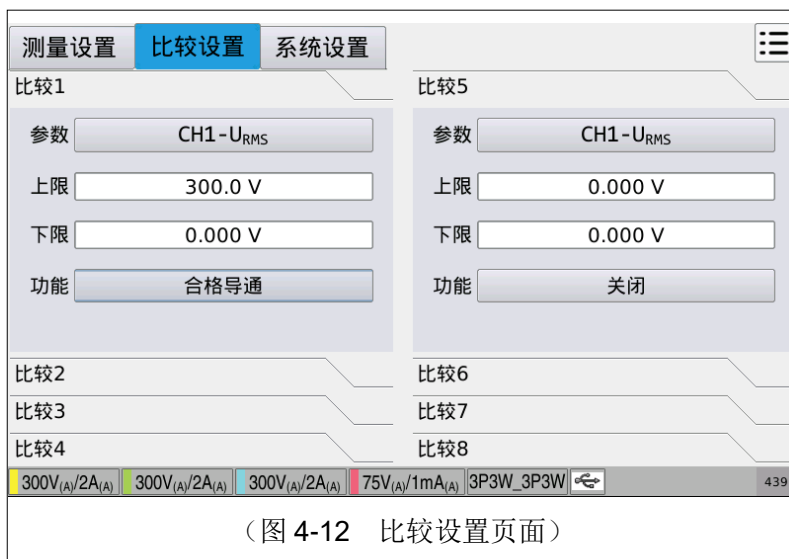 测量设置 比较设置 系统设置
比较1
参数 CH1-URMS
上限 300.0 V
下限 0.000 V
功能 合格导通
比较2
比较3
比较4
比较5
参数 CH1-URMS
上限 0.000 V
下限 0.000 V
功能 关闭
比较6
比较7
比较8
300V(A)/2A(A) 300V(A)/2A(A) 300V(A)/2A(A) 75V(A)/1mA(A) 3P3W_3P3W 439
（图 4-12 比较设置页面）